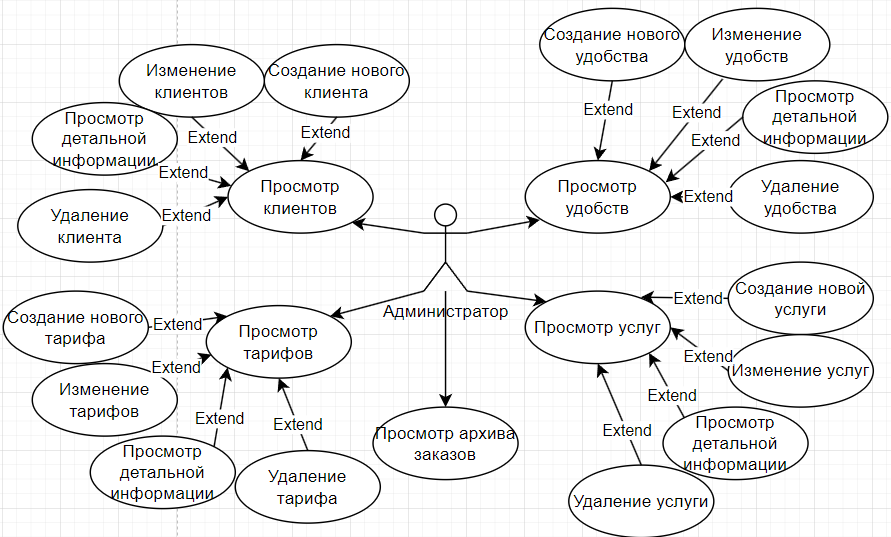 Создание нового
удобства
Изменение
удобств
Изменение
клиентов
Создание нового
клиента
Просмотр
детальной
информации
Просмотр
детальной
информации
Extend
Extend
Extend
Extend
Extend
Extend
Просмотр
клиентов
Просмотр
удобств
Extend
Удаление
удобства
Удаление
клиента
Extend
Администратор
Создание нового
тарифа
Extend
Просмотр
тарифов
Просмотр услуг
Extend
Создание новой
услуги
Изменение
тарифов
Extend
Extend
Изменение услуг
Просмотр
детальной
информации
Extend
Extend
Удаление
тарифа
Просмотр архива
заказов
Extend
Просмотр
детальной
информации
Extend
Удаление услуги